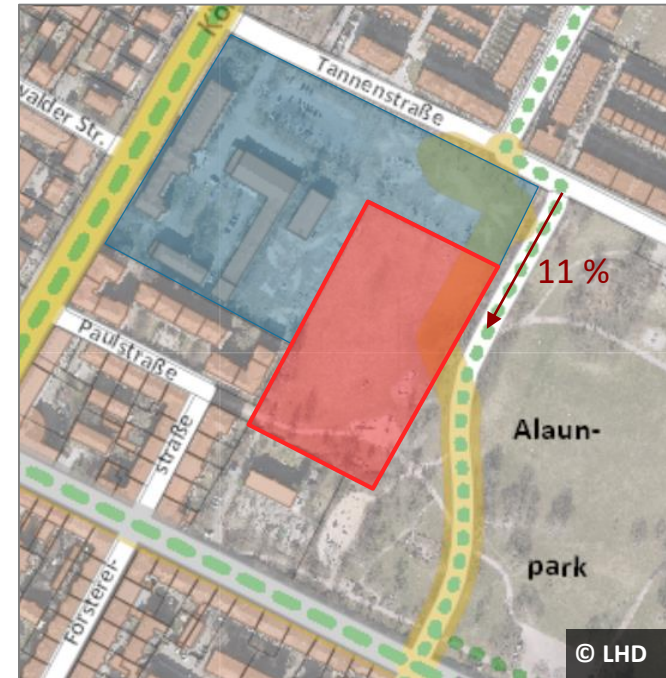 Tannenstraße
walder Str.
11 %
Paulstraße
straße
Alaun-
park
Försterei-
© LHD